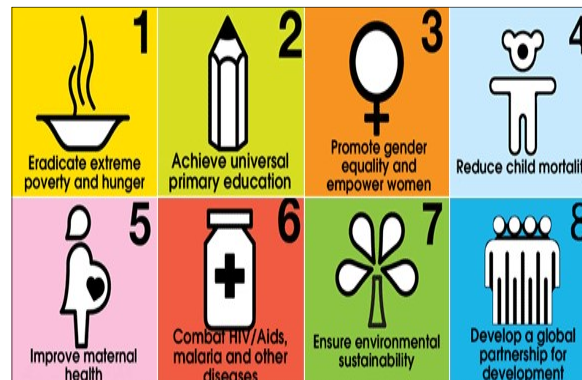 1
Eradicate extreme
poverty and hunger
2
Achieve universal
primary education
3
Promote gender
equality and
empower women
4
Reduce child mortalit
5
Improve maternal
health
6
Combat HIV/Aids,
malaria and other
diseases
7
Ensure environmental
sustainability
8
Develop a global
partnership for
development